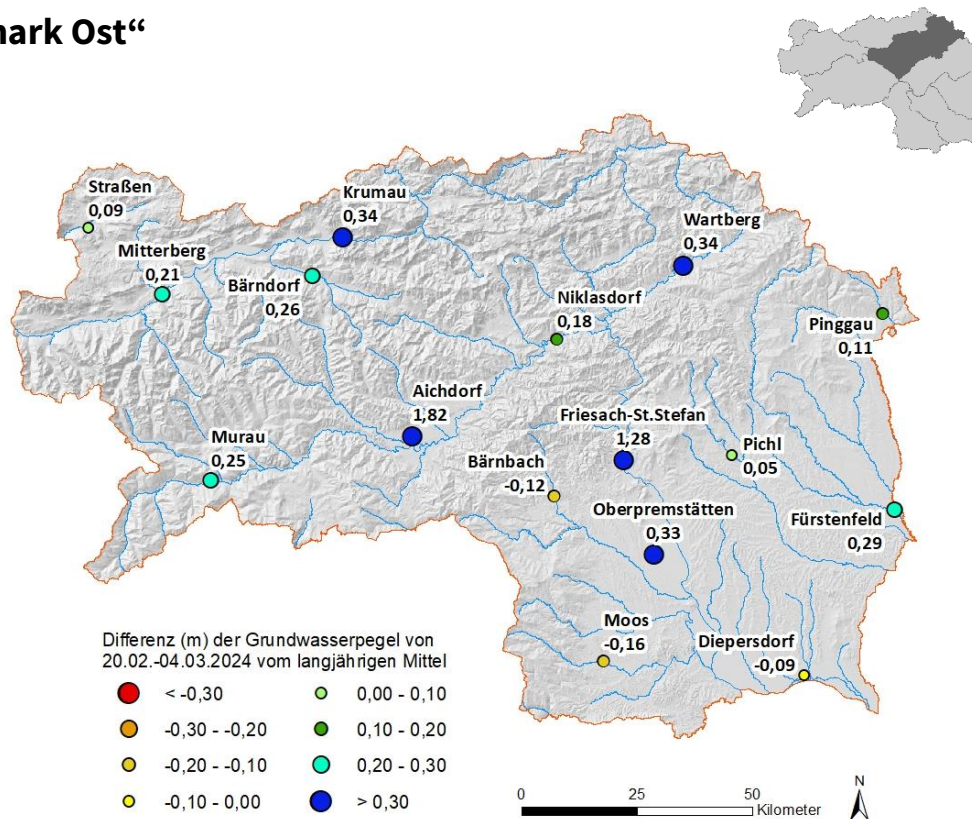 nark Ost“
Straßen
0,09
Krumau
0,34
Wartberg
0,34
Mitterberg
0,21
Bärndorf
0,26
Niklasdorf
0,18
Pinggau
0,11
Aichdorf
1,82
Friesach-St.Stefan
1,28
Murau
0,25
Bärnbach
-0,12
Pichl
0,05
Oberpremstätten
0,33
Fürstenfeld
0,29
Moos
-0,16
Diepersdorf
-0,09
Differenz (m) der Grundwasserpegel von
20.02.-04.03.2024 vom langjährigen Mittel
< -0,30
-0,30 - -0,20
-0,20 - -0,10
-0,10 - 0,00
0,00 - 0,10
0,10 - 0,20
0,20 - 0,30
> 0,30
0 25 50
Kilometer
N